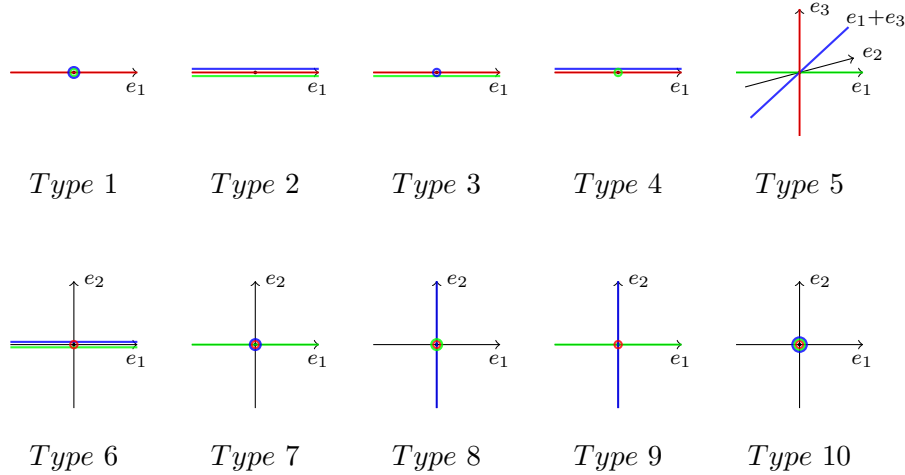 e₃
e₁+e₃
e₂
e₁ e₁ e₁ e₁ e₁
Type 1 Type 2 Type 3 Type 4 Type 5
e₂ e₂ e₂ e₂ e₂
e₁ e₁ e₁ e₁ e₁
Type 6 Type 7 Type 8 Type 9 Type 10